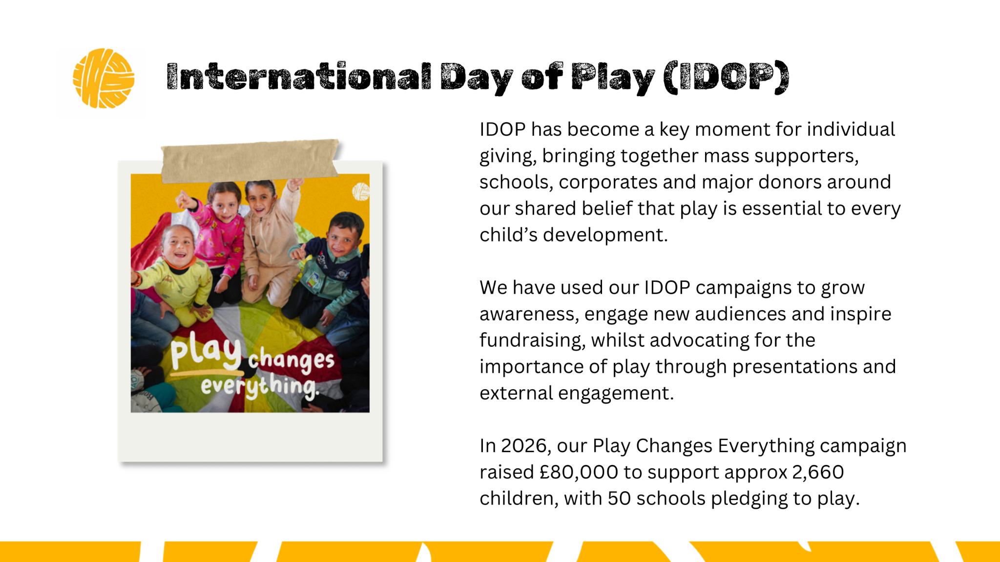 International Day of Play (IDOP)
IDOP has become a key moment for individual
giving, bringing together mass supporters,
schools, corporates and major donors around
our shared belief that play is essential to every
child’s development.
We have used our IDOP campaigns to grow
awareness, engage new audiences and inspire
fundraising, whilst advocating for the
importance of play through presentations and
external engagement.
In 2026, our Play Changes Everything campaign
raised £80,000 to support approx 2,660
children, with 50 schools pledging to play.
play changes
everything.